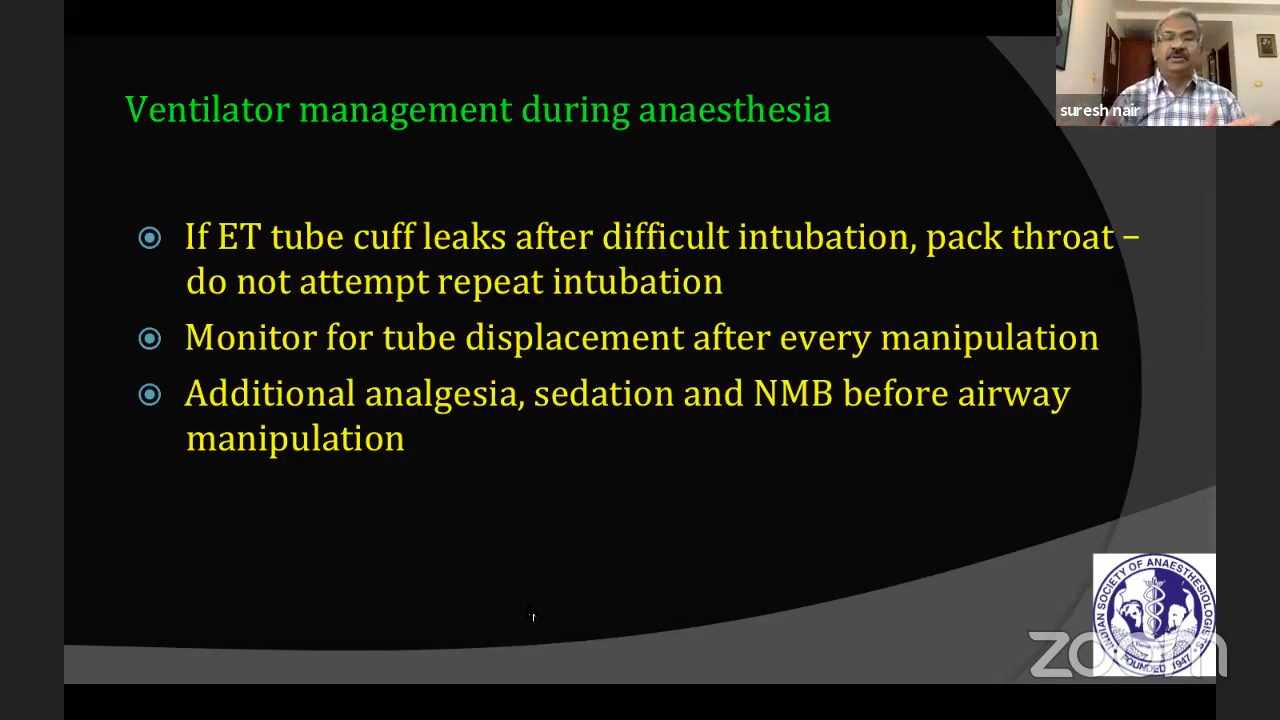 suresh nair
Ventilator management during anaesthesia
If ET tube cuff leaks after difficult intubation, pack throat –
do not attempt repeat intubation
Monitor for tube displacement after every manipulation
Additional analgesia, sedation and NMB before airway
manipulation
INDIAN SOCIETY OF ANAESTHESIOLOGISTS
FOUNDED 1947
zoom